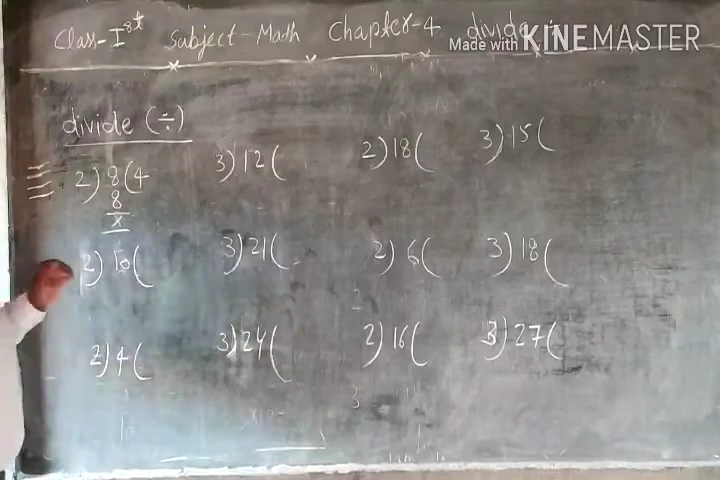 Class-I st Subject-Math Chapter-4 divide
Made with KINEMASTER
divide (÷)
2)8(4 3)12( 2)18( 3)15(
8
x
2)10( 3)21( 2)6( 3)18(
2)4( 3)24( 2)16( 3)27(